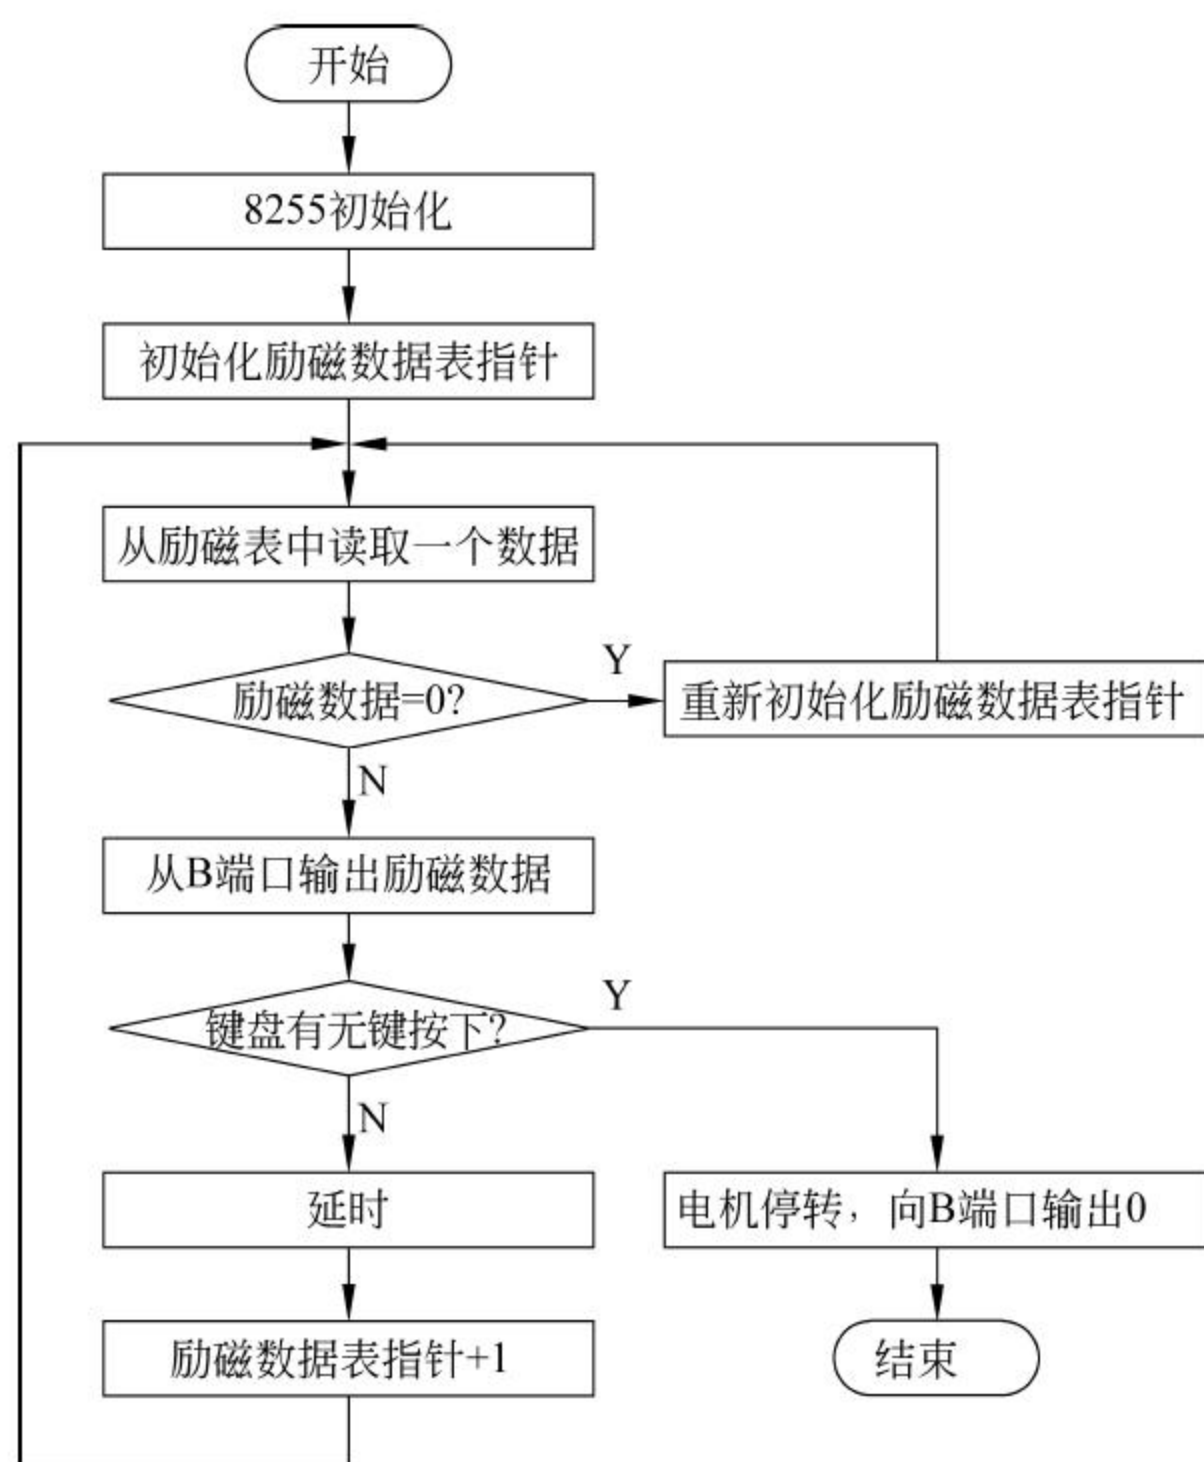 开始
8255初始化
初始化励磁数据表指针
从励磁表中读取一个数据
励磁数据=0?
Y
重新初始化励磁数据表指针
N
从B端口输出励磁数据
键盘有无键按下?
Y
N
延时
电机停转，向B端口输出0
励磁数据表指针+1
结束